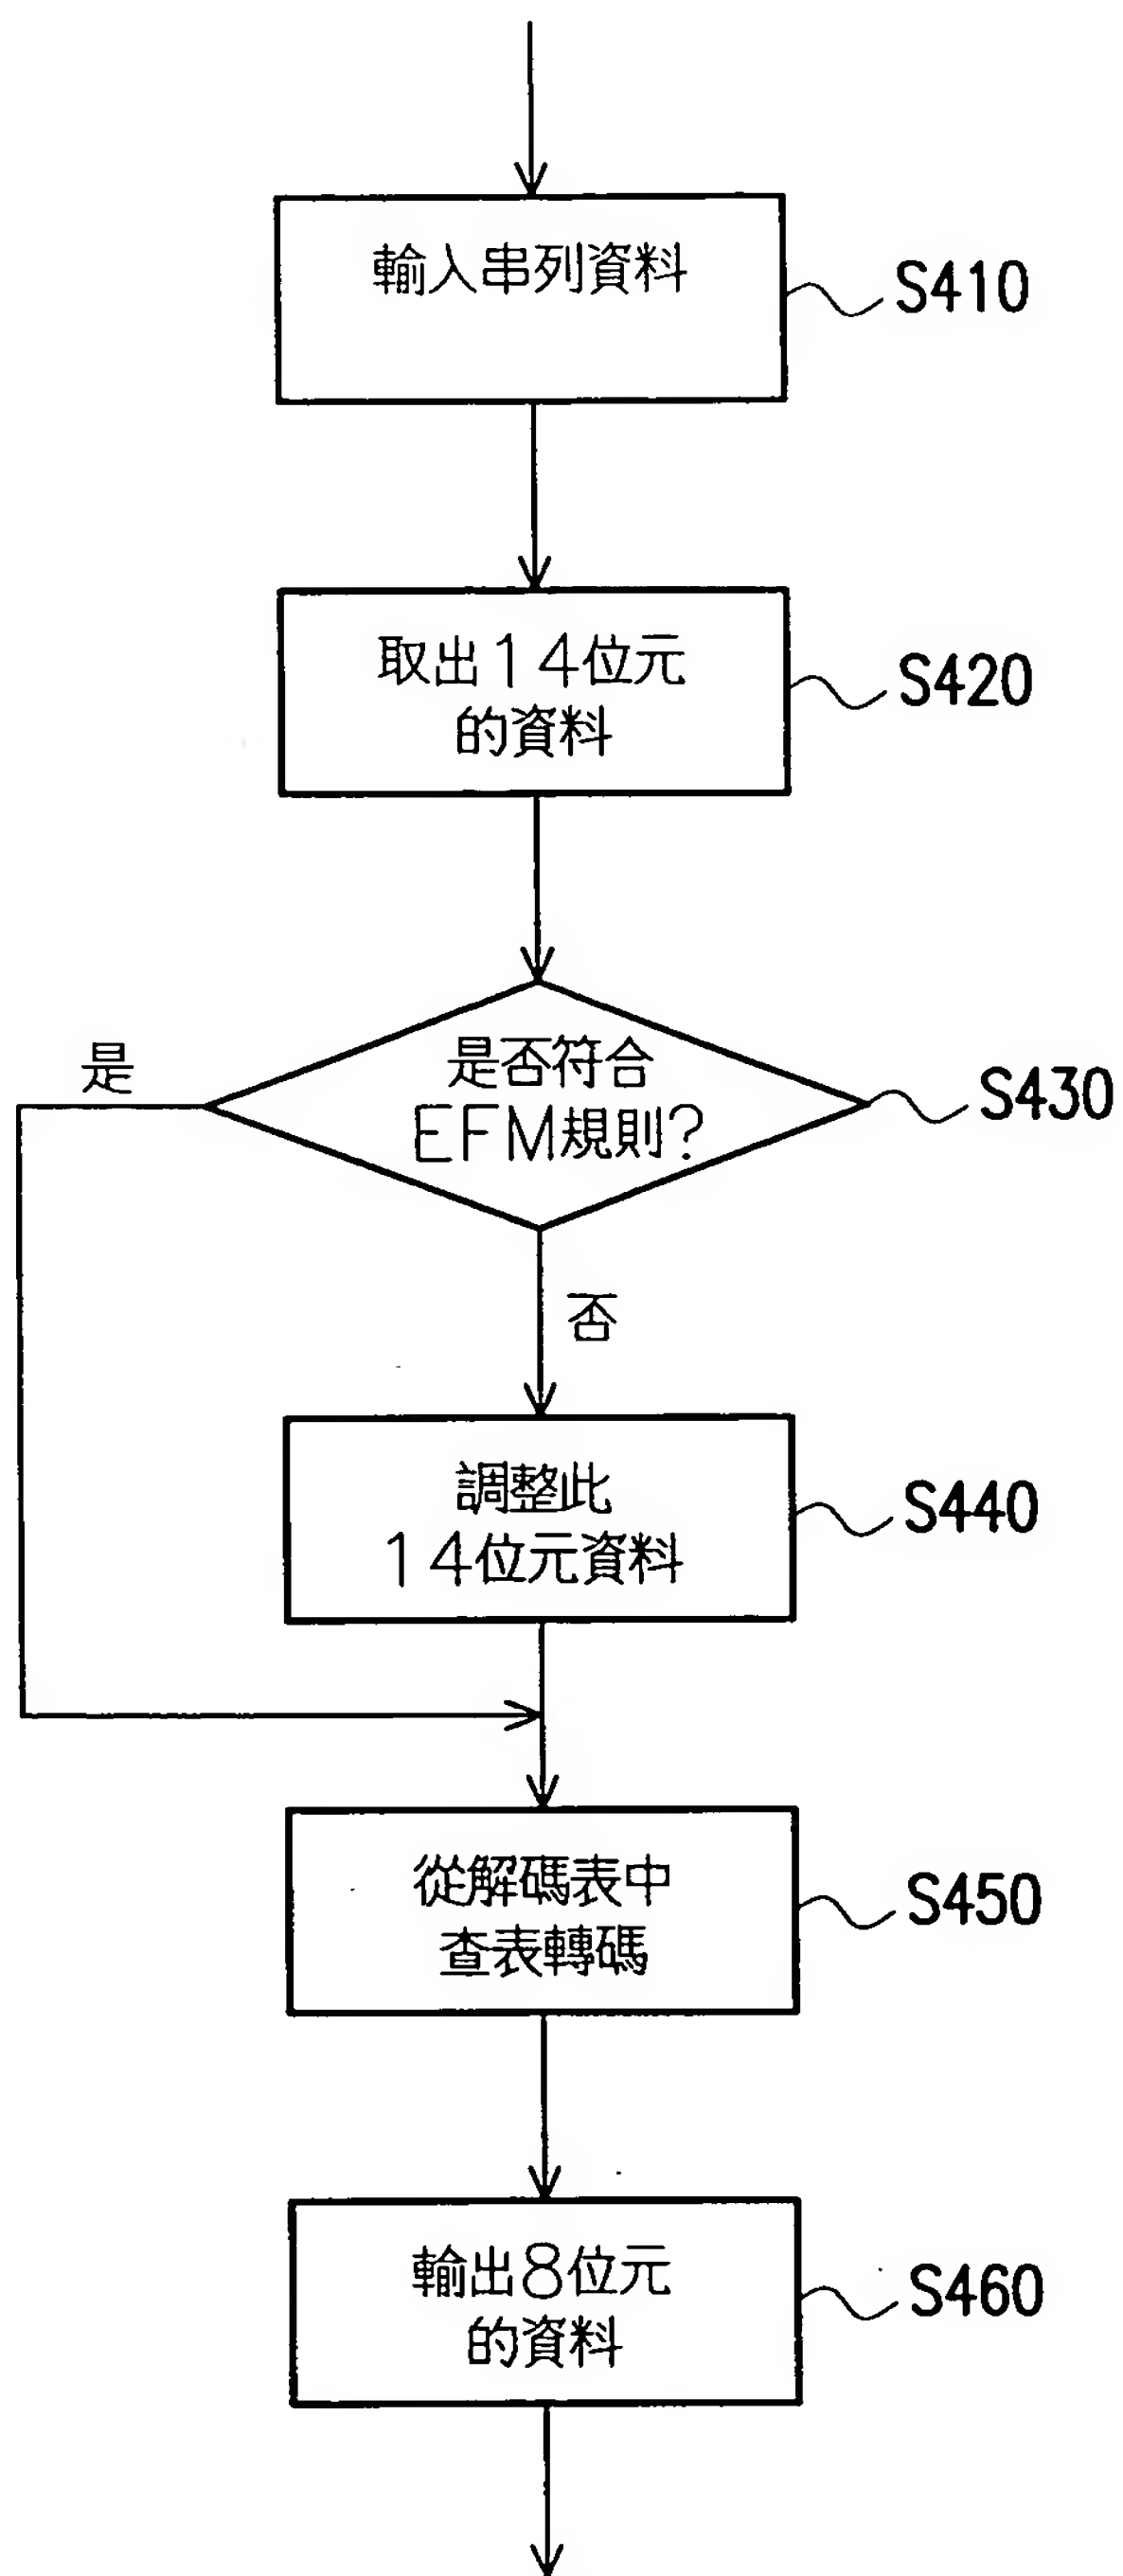 輸入串列資料
S410
取出14位元
的資料
S420
是否符合
EFM規則?
S430
是
否
調整此
14位元資料
S440
從解碼表中
查表轉碼
S450
輸出8位元
的資料
S460